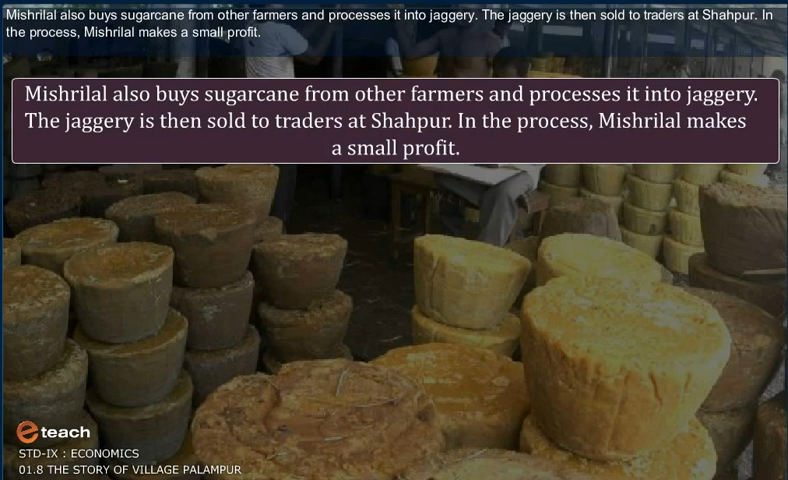 Mishrilal also buys sugarcane from other farmers and processes it into jaggery. The jaggery is then sold to traders at Shahpur. In
the process, Mishrilal makes a small profit.
Mishrilal also buys sugarcane from other farmers and processes it into jaggery.
The jaggery is then sold to traders at Shahpur. In the process, Mishrilal makes
a small profit.
e teach
STD-IX : ECONOMICS
01.8 THE STORY OF VILLAGE PALAMPUR